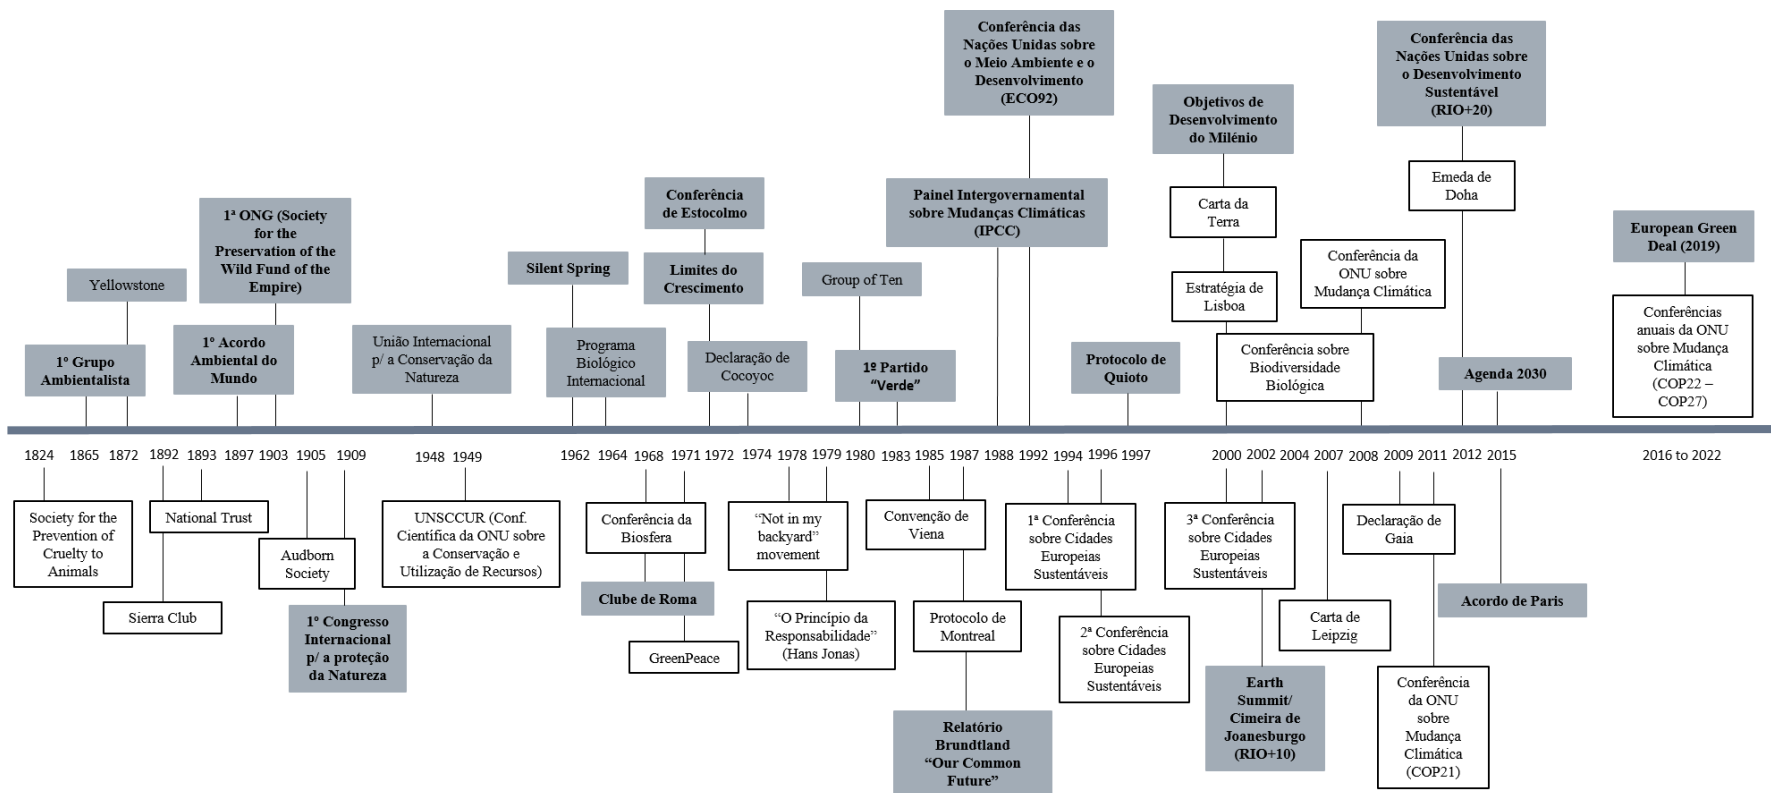 Conferência das
Nações Unidas sobre
o Meio Ambiente e o
Desenvolvimento
(ECO92)
Conferência das
Nações Unidas sobre
o Desenvolvimento
Sustentável
(RIO+20)
Objetivos de
Desenvolvimento
do Milénio
Emeda de
Doha
Conferência
de Estocolmo
Painel Intergovernamental
sobre Mudanças Climáticas
(IPCC)
Carta da
Terra
1ª ONG (Society
for the
Preservation of the
Wild Fund of the
Empire)
European Green
Deal (2019)
Yellowstone
Silent Spring
Limites do
Crescimento
Group of Ten
Estratégia de
Lisboa
Conferência da
ONU sobre
Mudança Climática
Conferências
anuais da ONU
sobre Mudança
Climática
(COP22 –
COP27)
1º Grupo
Ambientalista
1º Acordo
Ambiental do
Mundo
União Internacional
p/ a Conservação da
Natureza
Programa
Biológico
Internacional
Declaração de
Cocoyoc
1º Partido
“Verde”
Protocolo de
Quioto
Conferência sobre
Biodiversidade
Biológica
Agenda 2030
1824 1865 1872 1892 1893 1897 1903 1905 1909 1948 1949 1962 1964 1968 1971 1972 1974 1978 1979 1980 1983 1985 1987 1988 1992 1994 1996 1997 2000 2002 2004 2007 2008 2009 2011 2012 2015 2016 to 2022
Society for the
Prevention of
Cruelty to
Animals
National Trust
Sierra Club
Audborn
Society
1º Congresso
Internacional
p/ a proteção
da Natureza
UNSCCUR (Conf.
Científica da ONU sobre
a Conservação e
Utilização de Recursos)
Conferência da
Biosfera
Clube de Roma
GreenPeace
“Not in my
backyard”
movement
“O Princípio da
Responsabilidade”
(Hans Jonas)
Convenção de
Viena
Protocolo de
Montreal
Relatório
Brundtland
“Our Common
Future”
1ª Conferência
sobre Cidades
Europeias
Sustentáveis
2ª Conferência
sobre Cidades
Europeias
Sustentáveis
3ª Conferência
sobre Cidades
Europeias
Sustentáveis
Earth
Summit/
Cimeira de
Joanesburgo
(RIO+10)
Carta de
Leipzig
Declaração de
Gaia
Conferência
da ONU
sobre
Mudança
Climática
(COP21)
Acordo de Paris